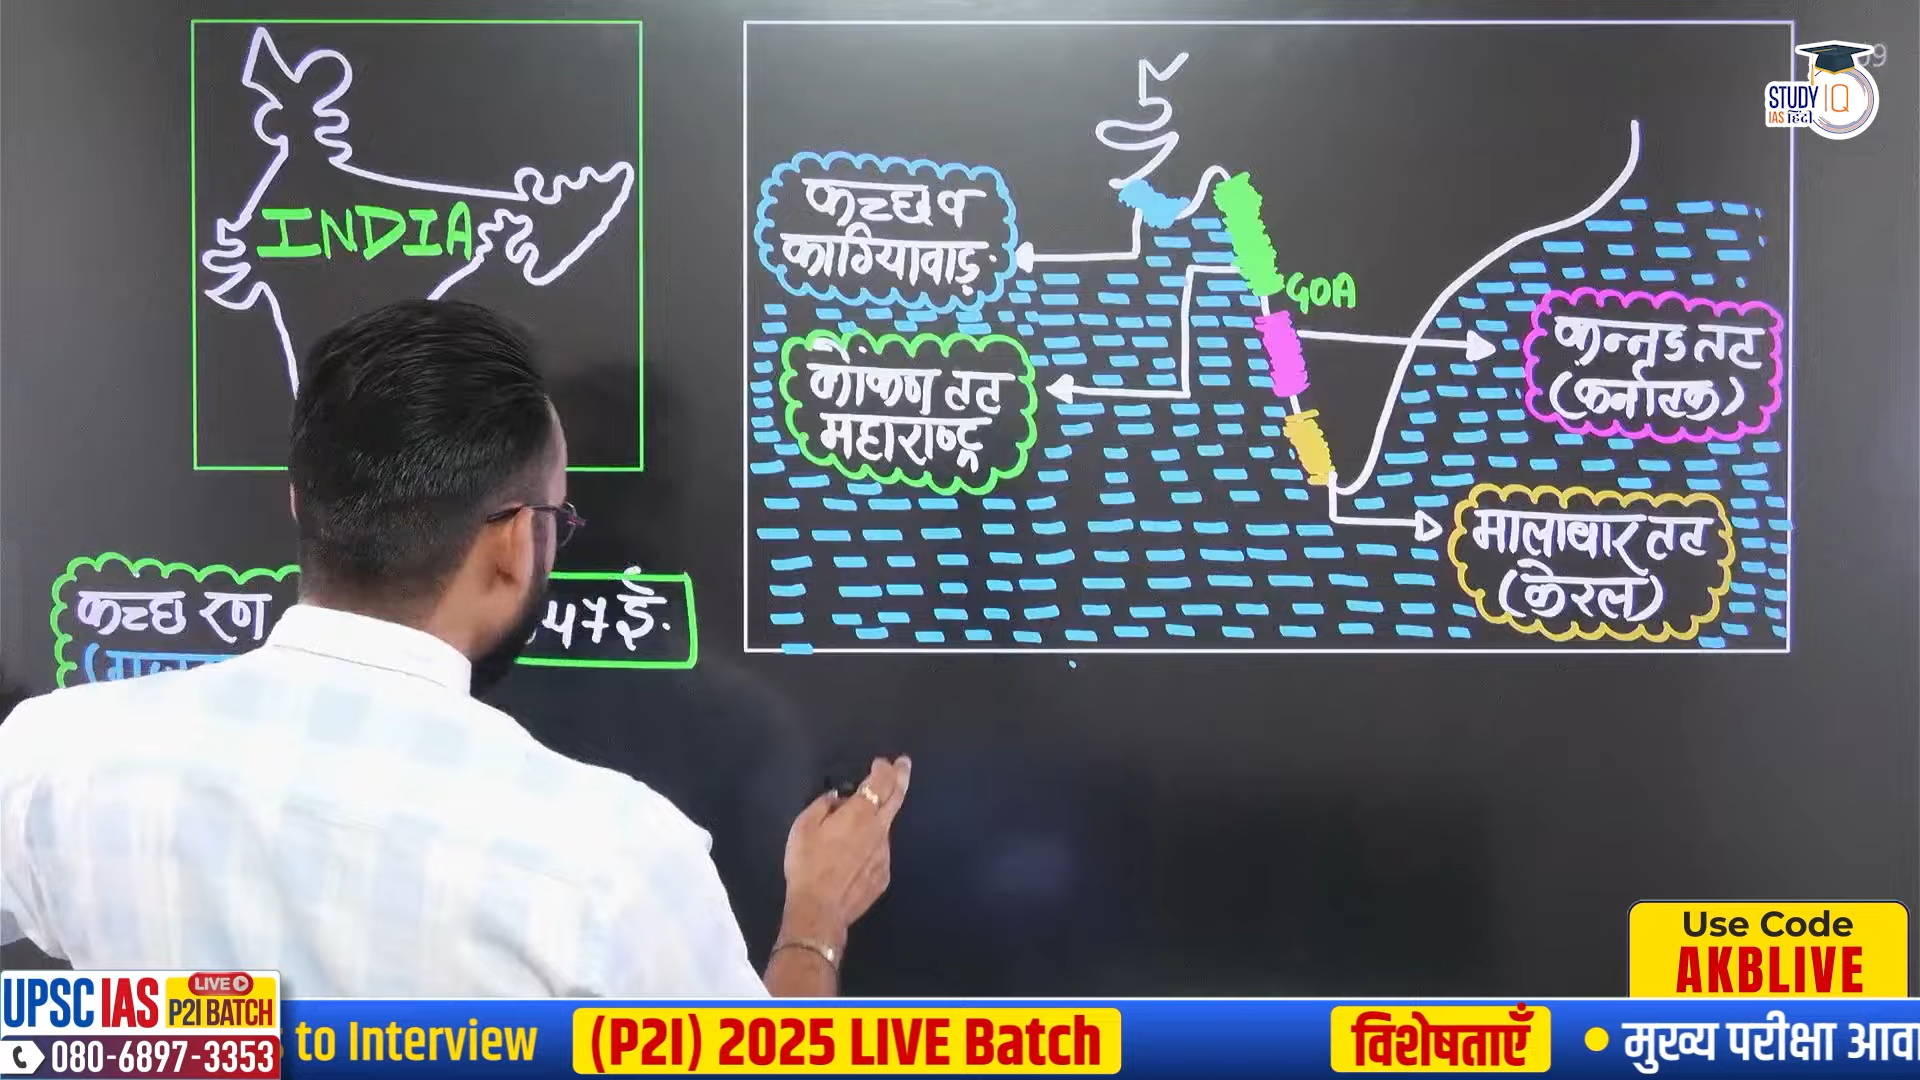 INDIA
कच्छ व
काठियावाड़
कोंकण तट
महाराष्ट्र
GOA
कन्नड तट
(कर्नाटक)
मालाबार तट
(केरल)
कच्छ रण
47 ई.
STUDY IQ
IAS हिंदी
Use Code
AKBLIVE
UPSC IAS
LIVE
P2I BATCH
080-6897-3353
to Interview
(P2I) 2025 LIVE Batch
विशेषताएँ
• मुख्य परीक्षा